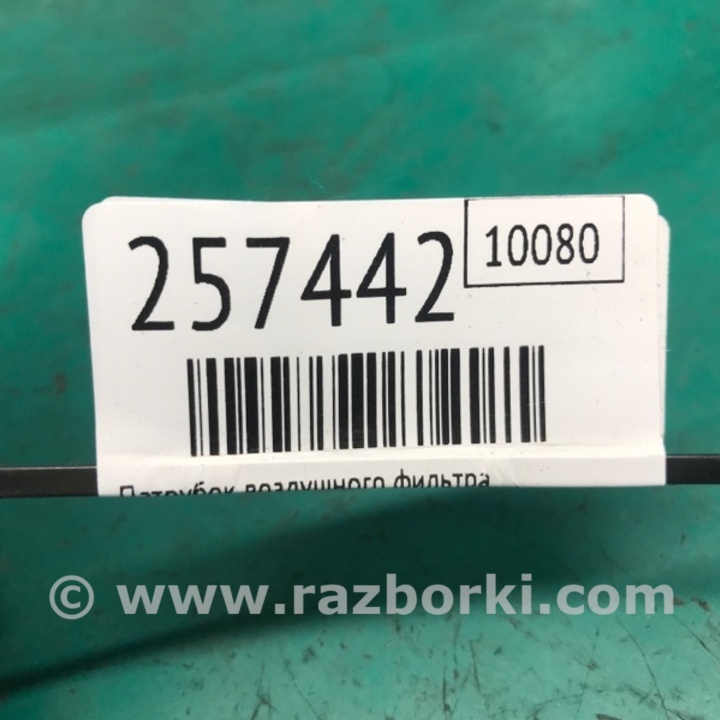 257442
10080
Патрубок воздушного фильтра
© www.razborki.com